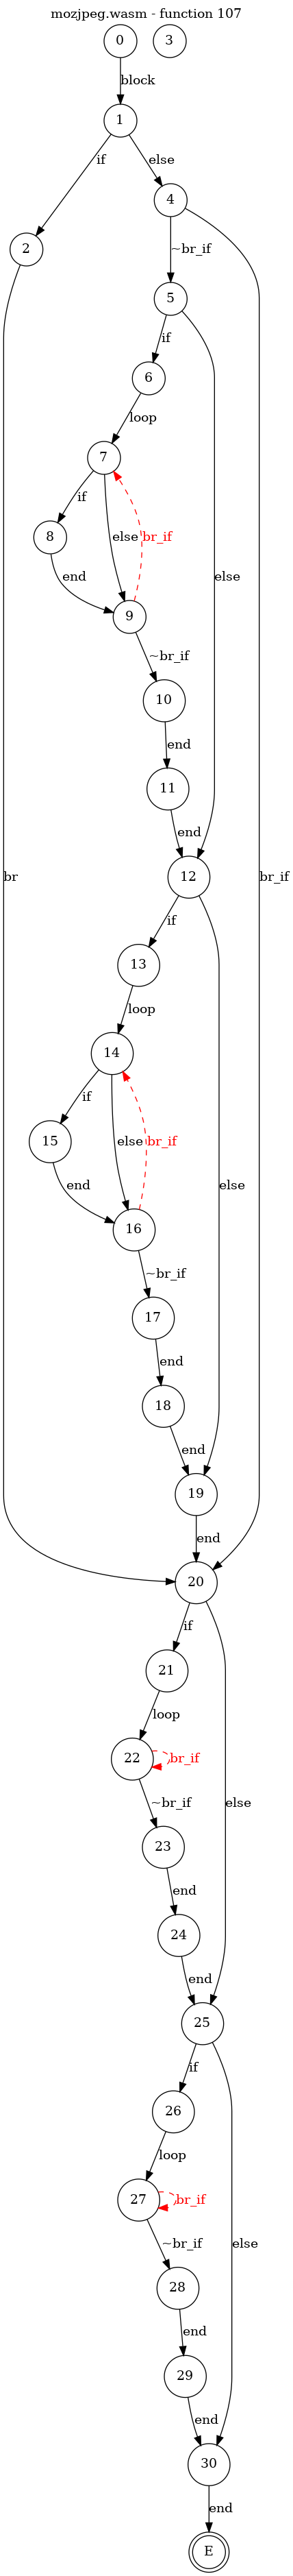 mozjpeg.wasm - function 107
0
3
block
1
if
else
2
4
~br_if
5
if
6
loop
7
if
8
else
br_if
else
end
9
~br_if
10
end
11
end
br
12
br_if
if
13
loop
14
if
15
else
br_if
else
end
16
~br_if
17
end
18
end
19
end
20
if
21
loop
22
br_if
~br_if
else
23
end
24
end
25
if
26
loop
27
br_if
~br_if
else
28
end
29
end
30
end
E